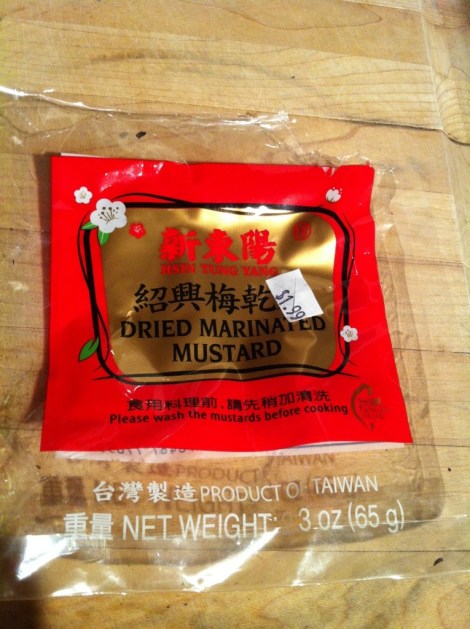 新東陽
HSIN TUNG YANG
紹興梅乾
$1.99
DRIED MARINATED
MUSTARD
食用料理前，請先稍加清洗
Please wash the mustards before cooking
台灣製造 PRODUCT OF TAIWAN
重量 NET WEIGHT: 3 oz (65 g)